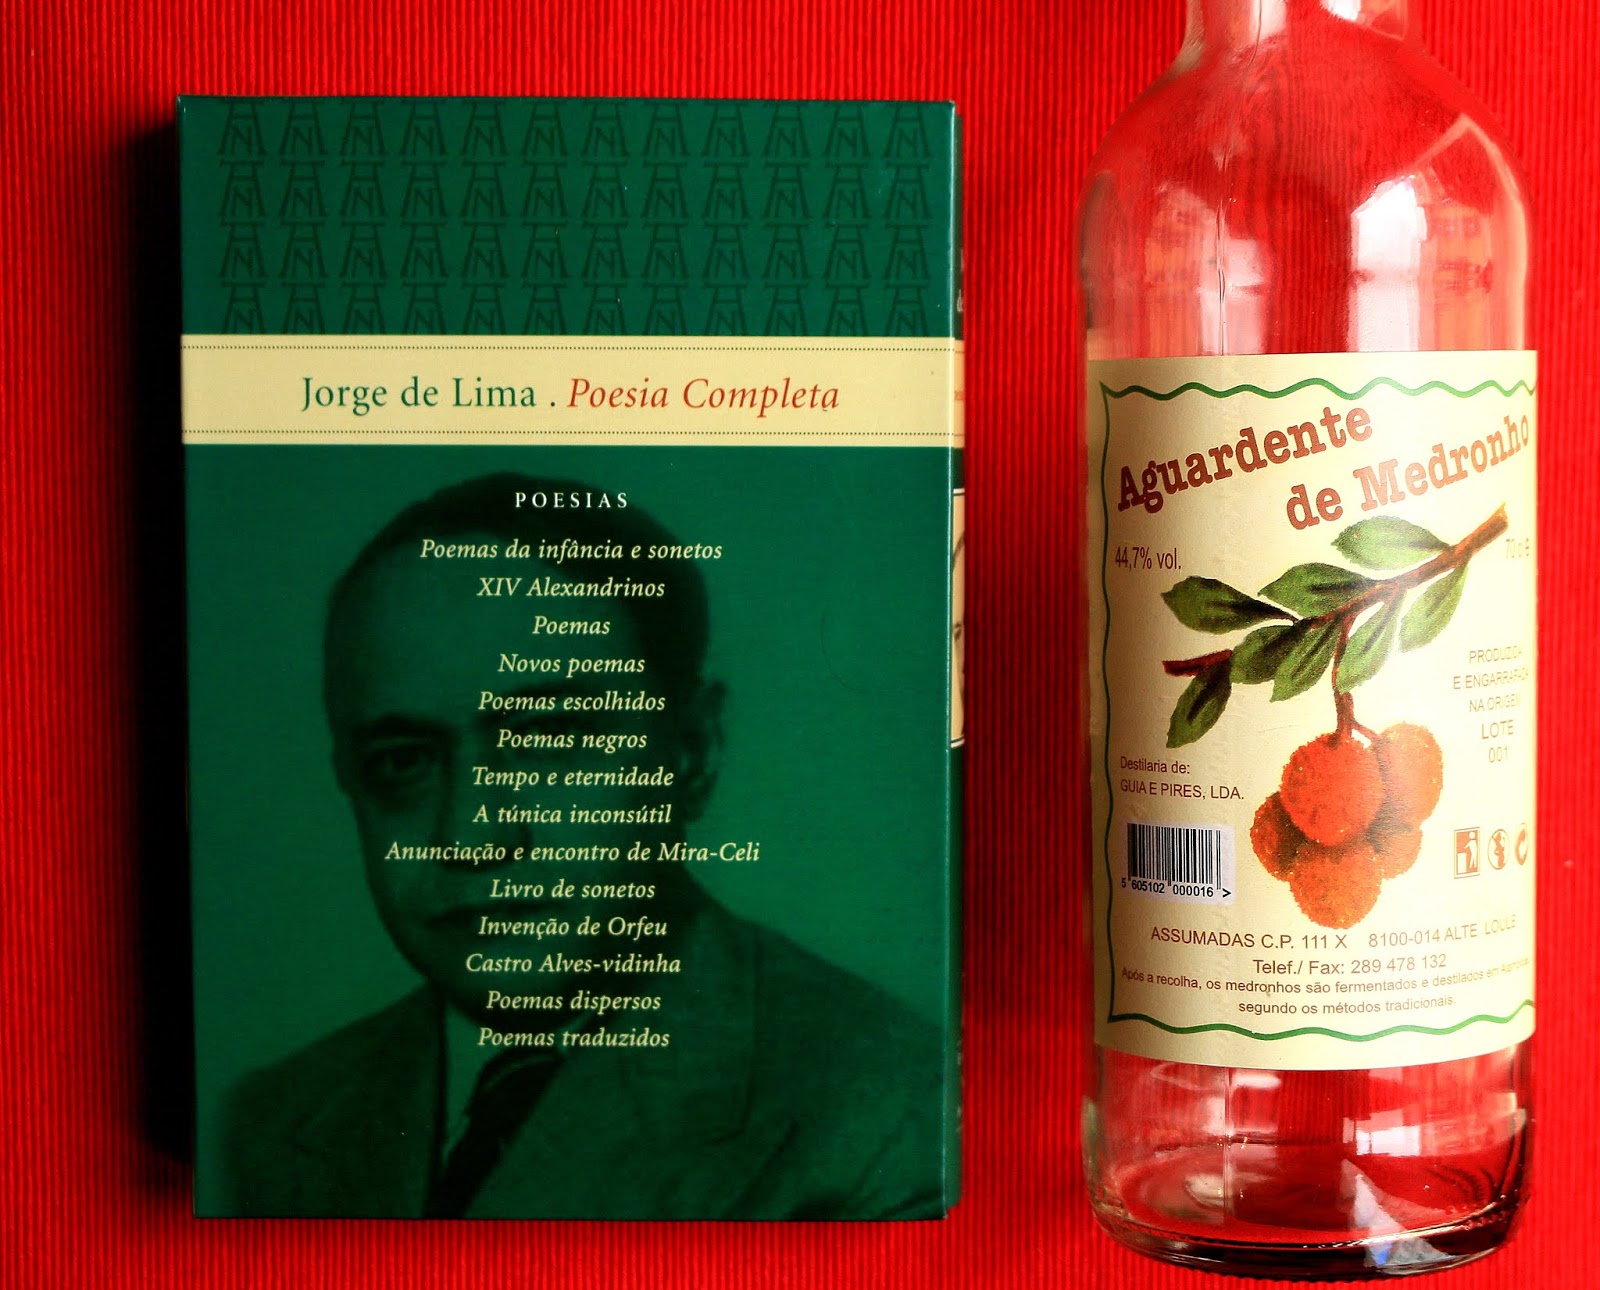 Jorge de Lima . Poesia Completa
POESIAS
Poemas da infância e sonetos
XIV Alexandrinos
Poemas
Novos poemas
Poemas escolhidos
Poemas negros
Tempo e eternidade
A túnica inconsútil
Anunciação e encontro de Mira-Celi
Livro de sonetos
Invenção de Orfeu
Castro Alves-vidinha
Poemas dispersos
Poemas traduzidos
Aguardente
de Medronho
44,7% vol.
PRODUZIDA
E ENGARRAFADA
NA ORIGEM
LOTE
001
Destilaria de:
GUIA E PIRES, LDA.
5 605102 000016 >
ASSUMADAS C.P. 111 X 8100-014 ALTE LOULE
Telef./ Fax: 289 478 132
Após a recolha, os medronhos são fermentados e destilados em
segundo os métodos tradicionais.